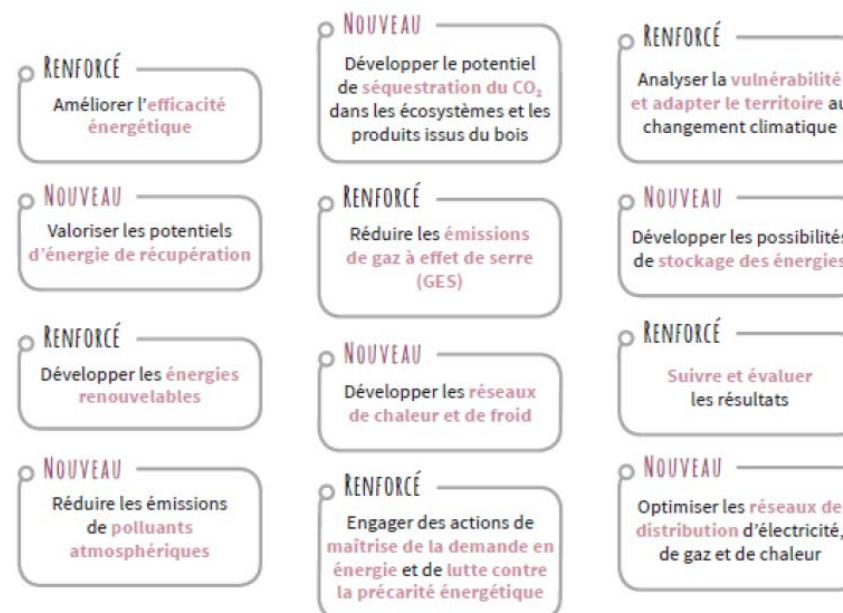 RENFORCÉ
Améliorer l'efficacité
énergétique
NOUVEAU
Valoriser les potentiels
d'énergie de récupération
RENFORCÉ
Développer les énergies
renouvelables
NOUVEAU
Réduire les émissions
de polluants
atmosphériques
NOUVEAU
Développer le potentiel
de séquestration du CO₂
dans les écosystèmes et les
produits issus du bois
RENFORCÉ
Réduire les émissions
de gaz à effet de serre
(GES)
NOUVEAU
Développer les réseaux
de chaleur et de froid
RENFORCÉ
Engager des actions de
maîtrise de la demande en
énergie et de lutte contre
la précarité énergétique
RENFORCÉ
Analyser la vulnérabilité
et adapter le territoire au
changement climatique
NOUVEAU
Développer les possibilités
de stockage des énergies
RENFORCÉ
Suivre et évaluer
les résultats
NOUVEAU
Optimiser les réseaux de
distribution d'électricité,
de gaz et de chaleur